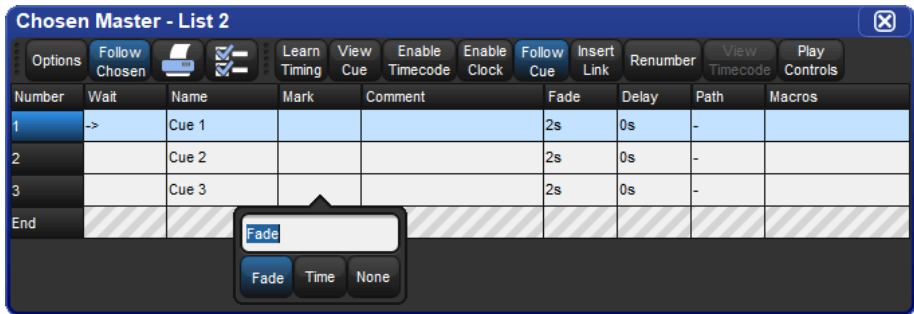 Chosen Master - List 2
Options Follow Chosen Learn Timing View Cue Enable Timecode Enable Clock Follow Cue Insert Link Renumber View Timecode Play Controls
Number Wait Name Mark Comment Fade Delay Path Macros
1 -> Cue 1 2s 0s -
2 Cue 2 2s 0s -
3 Cue 3 2s 0s -
End
Fade
Fade Time None